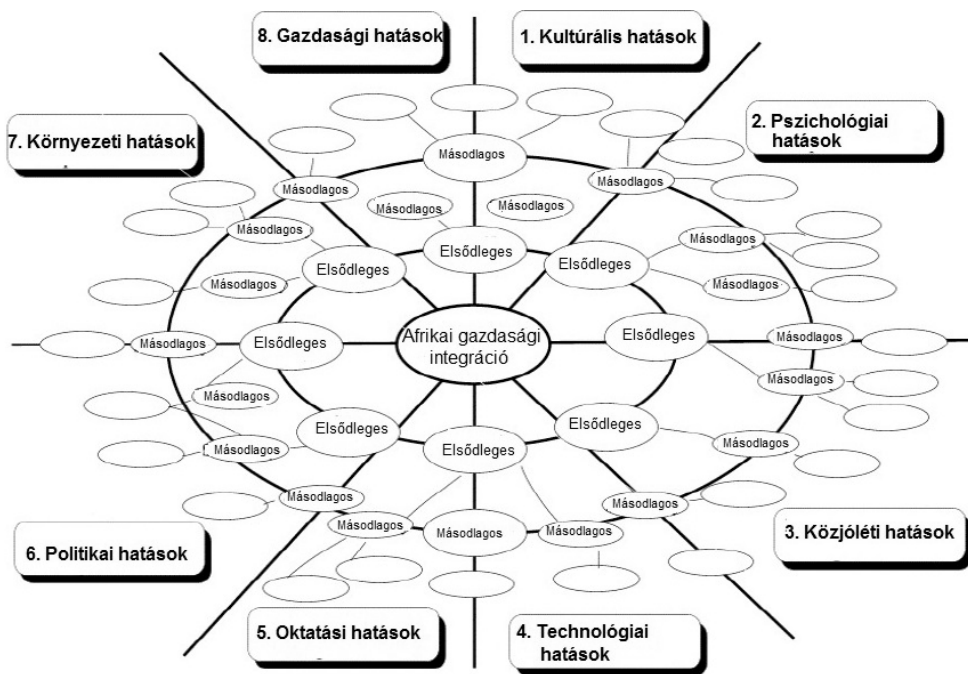 8. Gazdasági hatások
1. Kultúrális hatások
2. Pszichológiai
hatások
7. Környezeti hatások
Másodlagos
Másodlagos
Másodlagos
Másodlagos
Másodlagos
Másodlagos
Másodlagos
Elsődleges
Elsődleges
Elsődleges
Másodlagos
Másodlagos
Másodlagos
Elsődleges
Afrikai gazdasági
integráció
Elsődleges
Másodlagos
Másodlagos
Másodlagos
Elsődleges
Elsődleges
Elsődleges
Másodlagos
Másodlagos
Másodlagos
Másodlagos
Másodlagos
Másodlagos
Másodlagos
6. Politikai hatások
3. Közjóléti hatások
5. Oktatási hatások
4. Technológiai
hatások